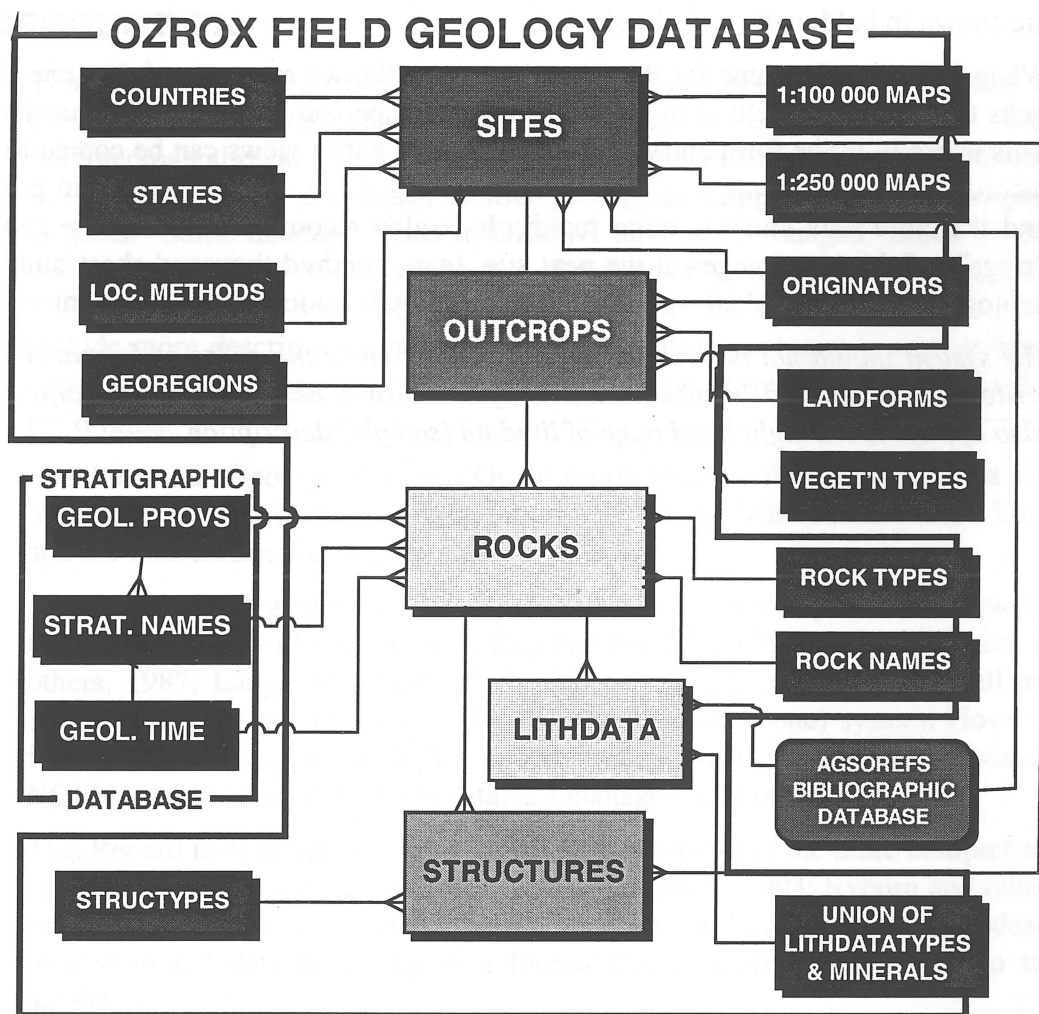 OZROX FIELD GEOLOGY DATABASE
COUNTRIES
STATES
LOC. METHODS
GEOREGIONS
SITES
1:100 000 MAPS
1:250 000 MAPS
ORIGINATORS
OUTCROPS
LANDFORMS
VEGET'N TYPES
STRATIGRAPHIC
GEOL. PROVS
STRAT. NAMES
GEOL. TIME
DATABASE
ROCKS
ROCK TYPES
ROCK NAMES
LITHDATA
AGSOREFS
BIBLIOGRAPHIC
DATABASE
STRUCTYPES
STRUCTURES
UNION OF
LITHDATATYPES
& MINERALS